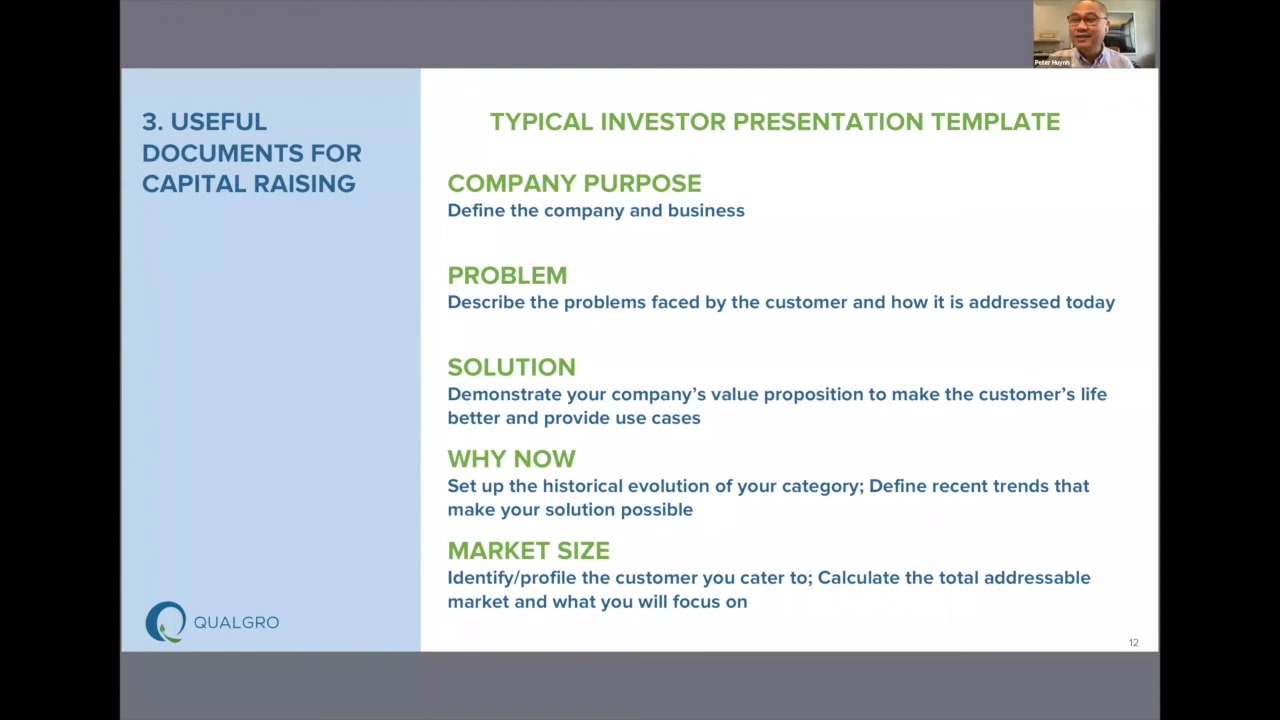 Peter Huynh
3. USEFUL
DOCUMENTS FOR
CAPITAL RAISING
TYPICAL INVESTOR PRESENTATION TEMPLATE
COMPANY PURPOSE
Define the company and business
PROBLEM
Describe the problems faced by the customer and how it is addressed today
SOLUTION
Demonstrate your company’s value proposition to make the customer’s life
better and provide use cases
WHY NOW
Set up the historical evolution of your category; Define recent trends that
make your solution possible
MARKET SIZE
Identify/profile the customer you cater to; Calculate the total addressable
market and what you will focus on
QUALGRO
12